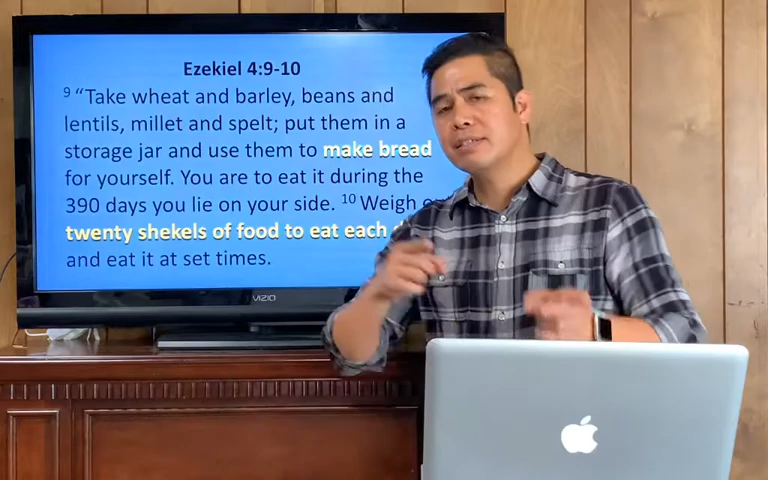 Ezekiel 4:9-10
9 “Take wheat and barley, beans and
lentils, millet and spelt; put them in a
storage jar and use them to make bread
for yourself. You are to eat it during the
390 days you lie on your side. 10 Weigh
twenty shekels of food to eat each
and eat it at set times.
VIZIO